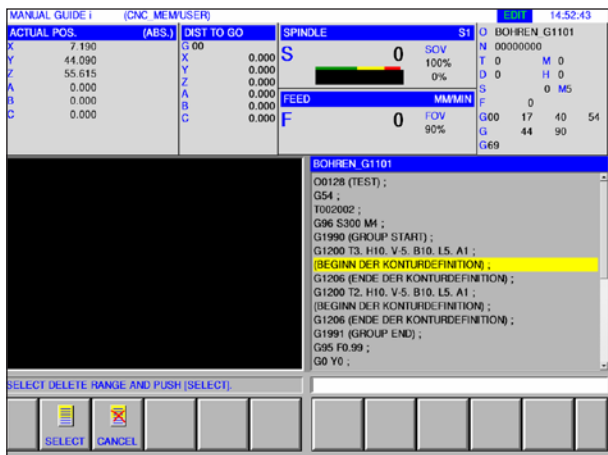 MANUAL GUIDE i (CNC_MEM/USER) EDIT 14.52:43
ACTUAL POS. (ABS.)
X 7.190
Y 44.090
Z 55.615
A 0.000
B 0.000
C 0.000
DIST TO GO
G 00
X 0.000
Y 0.000
Z 0.000
A 0.000
B 0.000
C 0.000
SPINDLE S1
S 0 SOV
100%
0%
FEED MM/MIN
F 0 FOV
90%
O BOHREN_G1101
N 00000000
T 0 M 0
D 0 H 0
S 0 M5
F 0
G00 17 40 54
G 44 90
G69
BOHREN_G1101
O0128 (TEST) ;
G54 ;
T002002 ;
G96 S300 M4 ;
G1990 (GROUP START) ;
G1200 T3. H10. V-5. B10. L5. A1 ;
(BEGINN DER KONTURDEFINITION) ;
G1206 (ENDE DER KONTURDEFINITION) ;
G1200 T2. H10. V-5. B10. L5. A1 ;
(BEGINN DER KONTURDEFINITION) ;
G1206 (ENDE DER KONTURDEFINITION) ;
G1991 (GROUP END) ;
G95 F0.99 ;
G0 Y0 ;
SELECT DELETE RANGE AND PUSH [SELECT].
SELECT
CANCEL